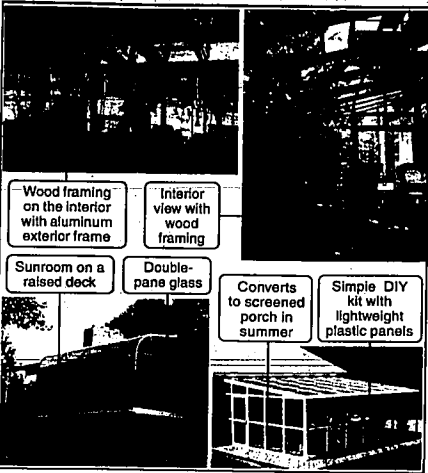 Wood framing
on the interior
with aluminum
exterior frame
Interior
view with
wood
framing
Sunroom on a
raised deck
Double-
pane glass
Converts
to screened
porch in
summer
Simple DIY
kit with
lightweight
plastic panels